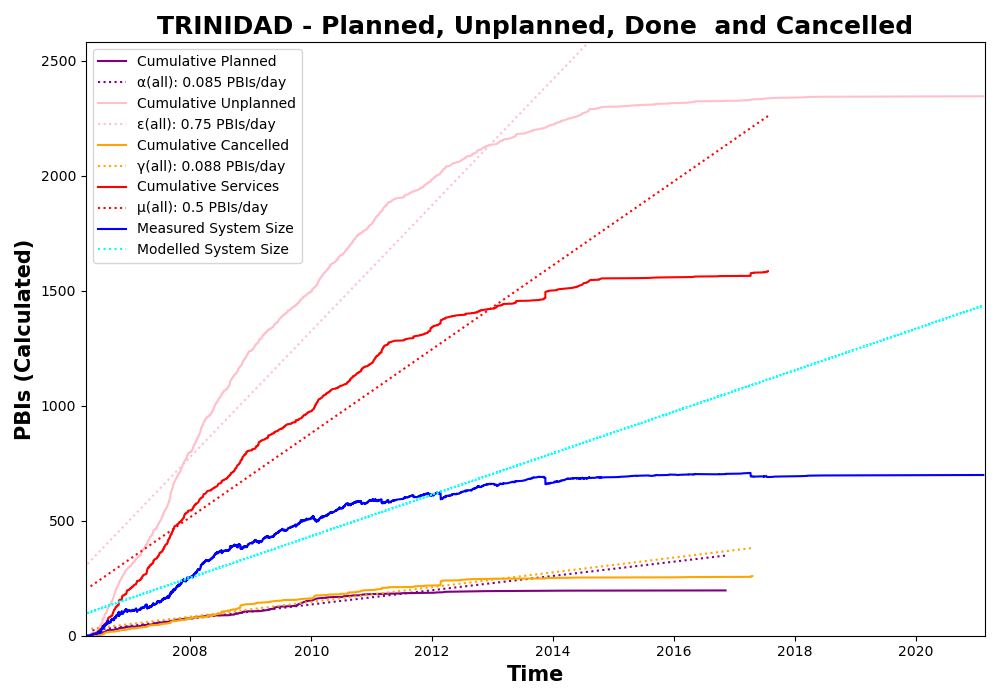 TRINIDAD - Planned, Unplanned, Done  and Cancelled
Cumulative Planned
α(all): 0.085 PBIs/day
Cumulative Unplanned
ε(all): 0.75 PBIs/day
Cumulative Cancelled
γ(all): 0.088 PBIs/day
Cumulative Services
μ(all): 0.5 PBIs/day
Measured System Size
Modelled System Size
PBIs (Calculated)
2500
2000
1500
1000
500
0
2008 2010 2012 2014 2016 2018 2020
Time